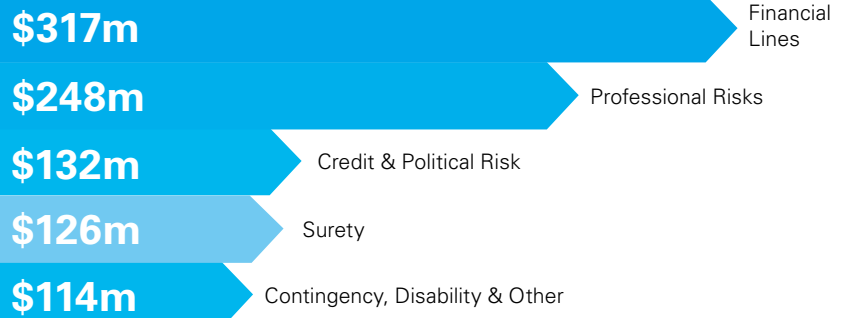 $317m
Financial
Lines
$248m
Professional Risks
$132m
Credit & Political Risk
$126m
Surety
$114m
Contingency, Disability & Other